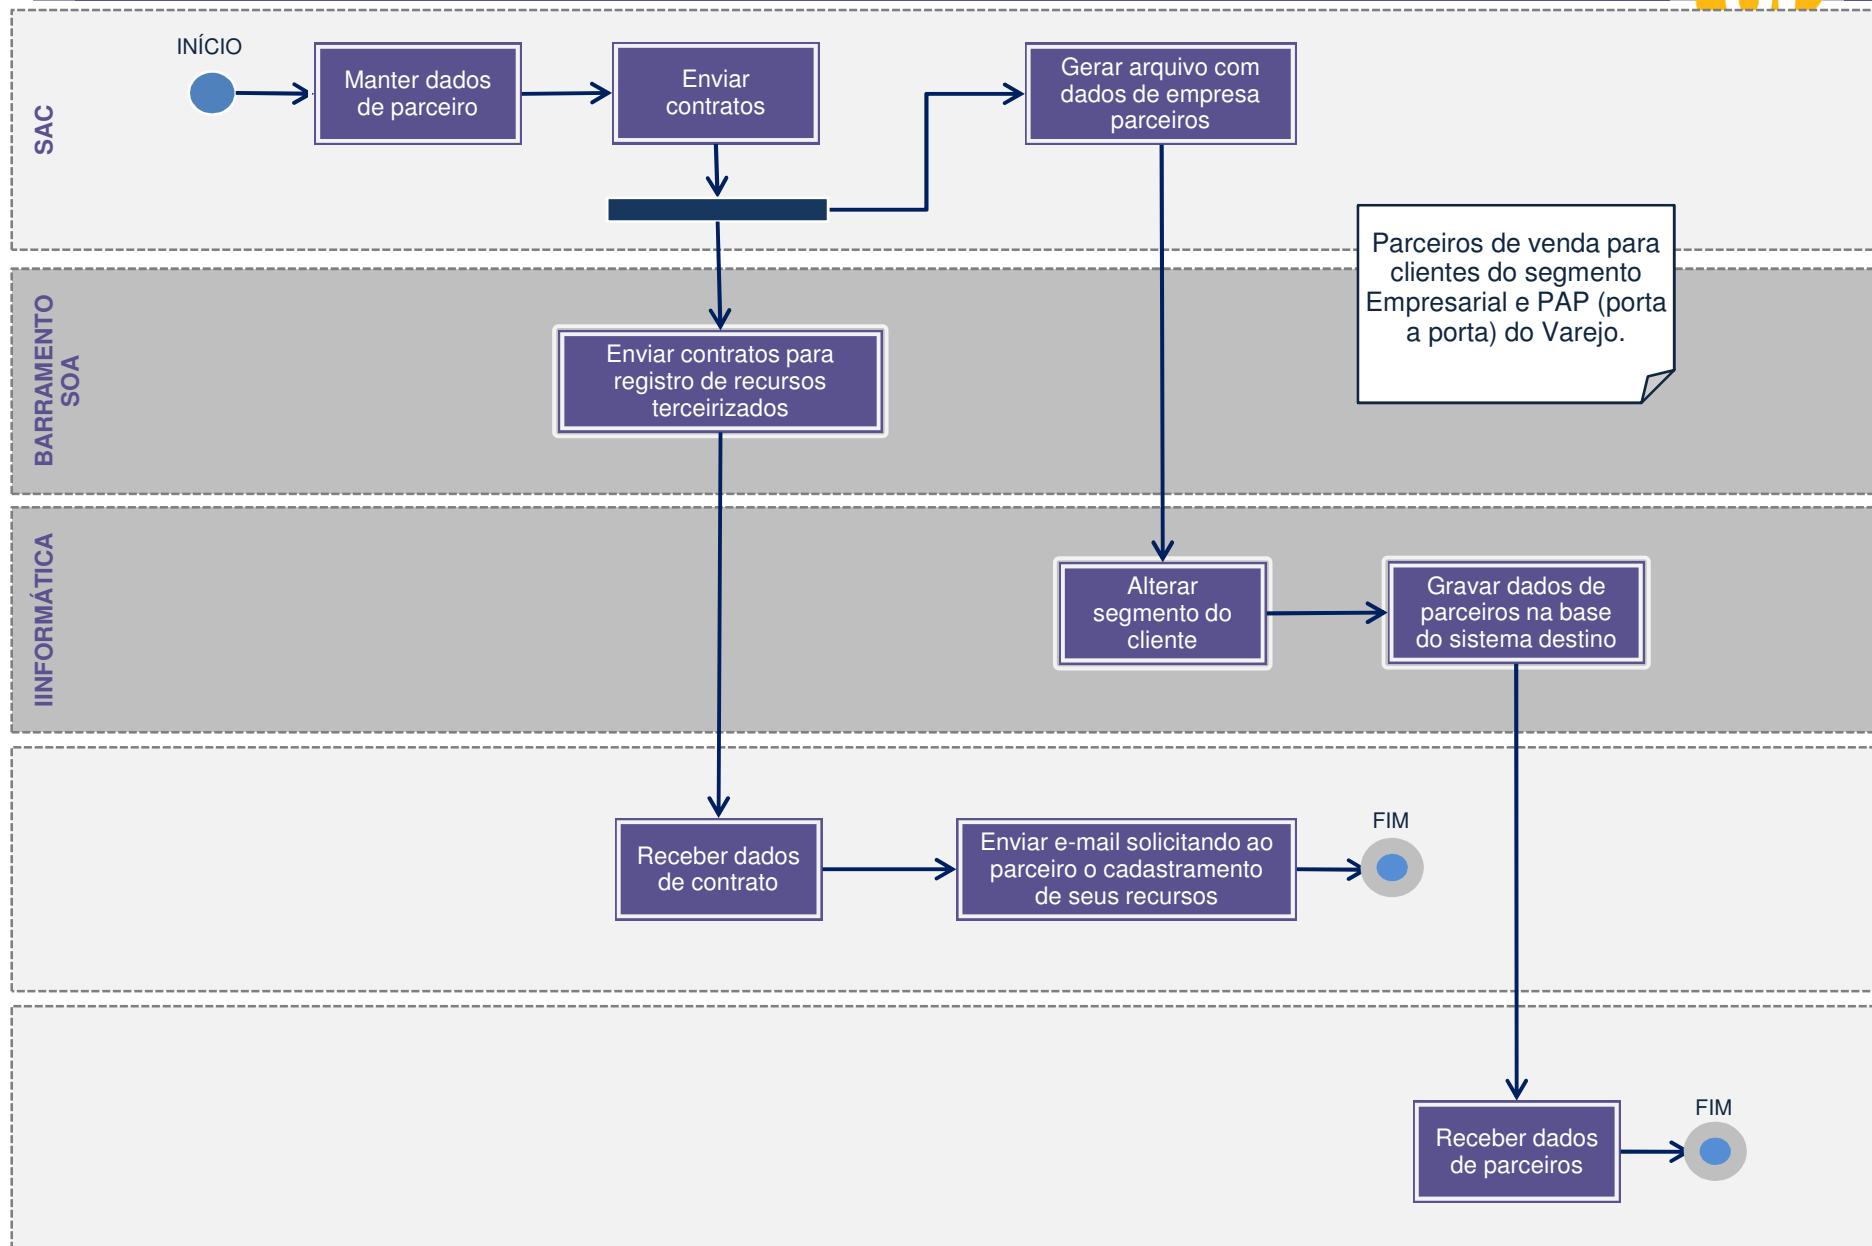 SAC
INÍCIO
Manter dados
de parceiro
Enviar
contratos
Gerar arquivo com
dados de empresa
parceiros
Parceiros de venda para
clientes do segmento
Empresarial e PAP (porta
a porta) do Varejo.
BARRAMENTO
SOA
Enviar contratos para
registro de recursos
terceirizados
IINFORMÁTICA
Alterar
segmento do
cliente
Gravar dados de
parceiros na base
do sistema destino
Receber dados
de contrato
Enviar e-mail solicitando ao
parceiro o cadastramento
de seus recursos
FIM
Receber dados
de parceiros
FIM